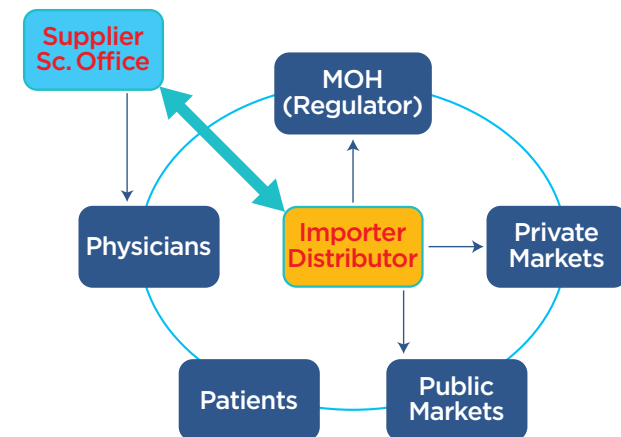 Supplier
Sc. Office
MOH
(Regulator)
Physicians
Importer
Distributor
Private
Markets
Patients
Public
Markets